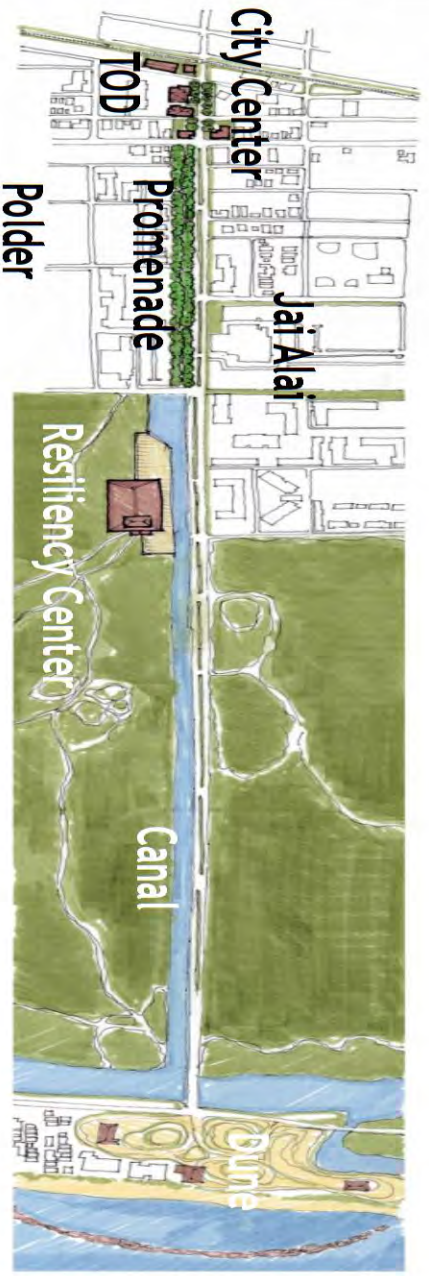 City Center
TOD
Jai Alai
Promenade
Polder
Resiliency Center
Canal
Dune